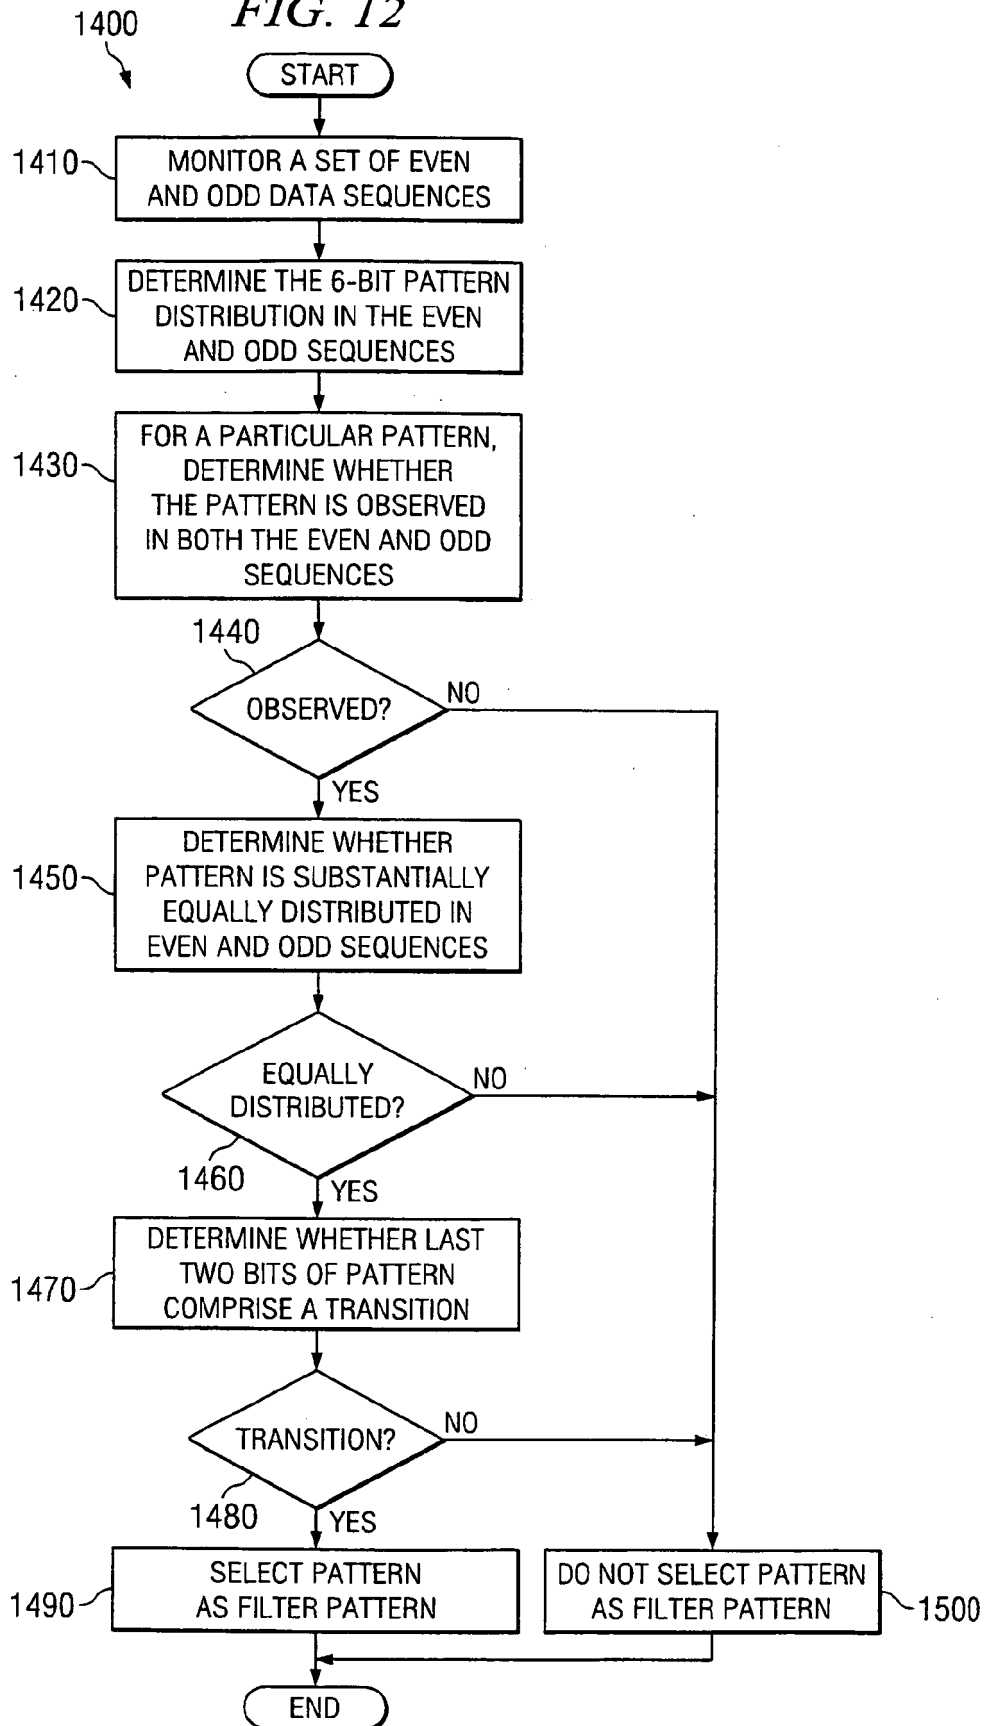 FIG. 12
1400
START
1410
MONITOR A SET OF EVEN
AND ODD DATA SEQUENCES
1420
DETERMINE THE 6-BIT PATTERN
DISTRIBUTION IN THE EVEN
AND ODD SEQUENCES
1430
FOR A PARTICULAR PATTERN,
DETERMINE WHETHER
THE PATTERN IS OBSERVED
IN BOTH THE EVEN AND ODD
SEQUENCES
1440
OBSERVED?
NO
YES
1450
DETERMINE WHETHER
PATTERN IS SUBSTANTIALLY
EQUALLY DISTRIBUTED IN
EVEN AND ODD SEQUENCES
EQUALLY
DISTRIBUTED?
NO
1460
YES
1470
DETERMINE WHETHER LAST
TWO BITS OF PATTERN
COMPRISE A TRANSITION
TRANSITION?
NO
1480
YES
1490
SELECT PATTERN
AS FILTER PATTERN
DO NOT SELECT PATTERN
AS FILTER PATTERN
1500
END